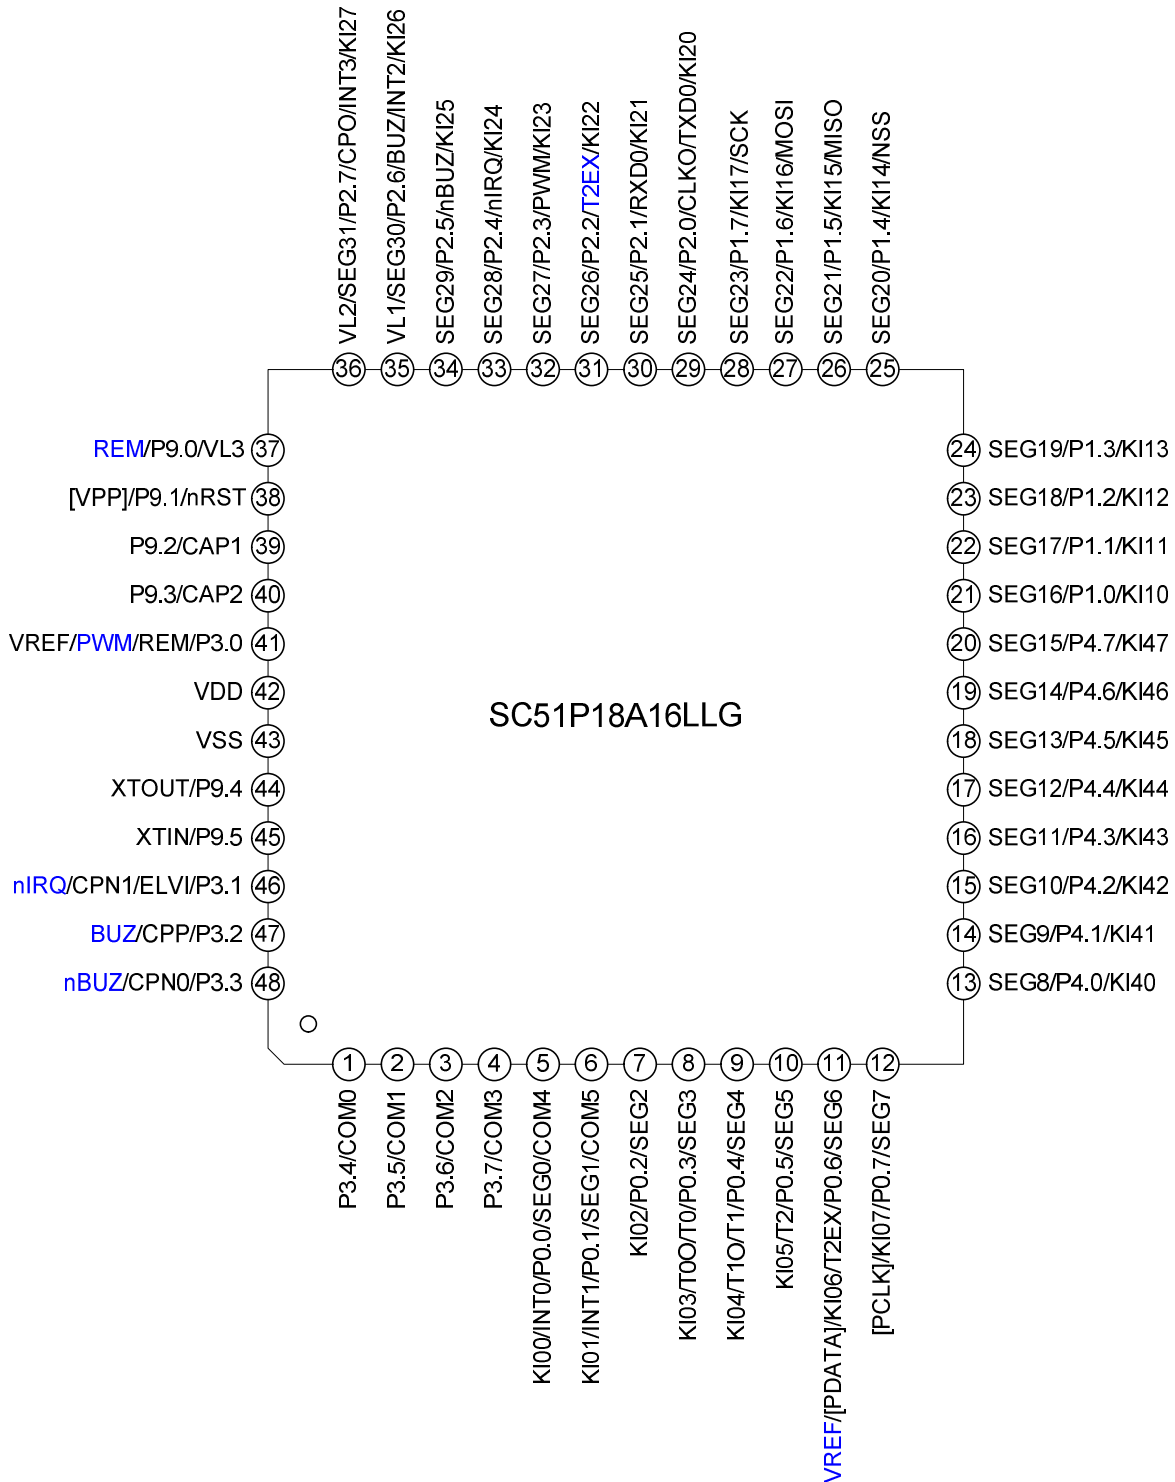 VL2/SEG31/P2.7/CPO/INT3/KI27
VL1/SEG30/P2.6/BUZ/INT2/KI26
SEG29/P2.5/nBUZ/KI25
SEG28/P2.4/nIRQ/KI24
SEG27/P2.3/PWM/KI23
SEG26/P2.2/T2EX/KI22
SEG25/P2.1/RXD0/KI21
SEG24/P2.0/CLKO/TXD0/KI20
SEG23/P1.7/KI17/SCK
SEG22/P1.6/KI16/MOSI
SEG21/P1.5/KI15/MISO
SEG20/P1.4/KI14/NSS
36 35 34 33 32 31 30 29 28 27 26 25
REM/P9.0/VL3 37
[VPP]/P9.1/nRST 38
P9.2/CAP1 39
P9.3/CAP2 40
VREF/PWM/REM/P3.0 41
VDD 42
VSS 43
XTOUT/P9.4 44
XTIN/P9.5 45
nIRQ/CPN1/ELVI/P3.1 46
BUZ/CPP/P3.2 47
nBUZ/CPN0/P3.3 48
SC51P18A16LLG
24 SEG19/P1.3/KI13
23 SEG18/P1.2/KI12
22 SEG17/P1.1/KI11
21 SEG16/P1.0/KI10
20 SEG15/P4.7/KI47
19 SEG14/P4.6/KI46
18 SEG13/P4.5/KI45
17 SEG12/P4.4/KI44
16 SEG11/P4.3/KI43
15 SEG10/P4.2/KI42
14 SEG9/P4.1/KI41
13 SEG8/P4.0/KI40
1 2 3 4 5 6 7 8 9 10 11 12
P3.4/COM0
P3.5/COM1
P3.6/COM2
P3.7/COM3
KI00/INT0/P0.0/SEG0/COM4
KI01/INT1/P0.1/SEG1/COM5
KI02/P0.2/SEG2
KI03/T0O/T0/P0.3/SEG3
KI04/T1O/T1/P0.4/SEG4
KI05/T2/P0.5/SEG5
VREF/[PDATA]/KI06/T2EX/P0.6/SEG6
[PCLK]/KI07/P0.7/SEG7